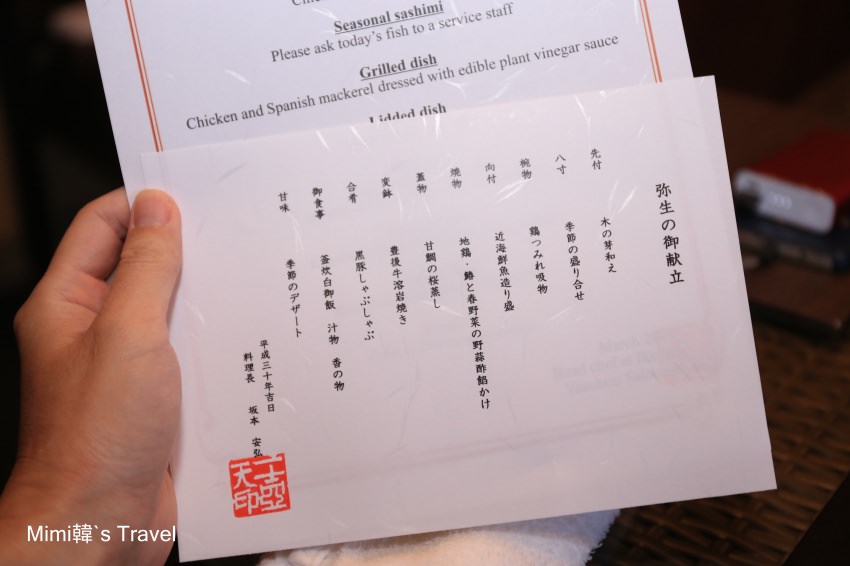 Seasonal sashimi
Please ask today's fish to a service staff
Grilled dish
Chicken and Spanish mackerel dressed with edible plant vinegar sauce
Lidded dish
弥生の御献立
先付 木の芽和え
八寸 季節の盛り合せ
椀物 鶏つみれ吸物
向付 近海鮮魚造り盛
焼物 地鶏・鰆と春野菜の野蒜酢餡かけ
蓋物 甘鯛の桜蒸し
変鉢 豊後牛溶岩焼き
合肴 黒豚しゃぶしゃぶ
御食事 釜炊白御飯 汁物 香の物
甘味 季節のデザート
平成三十年吉日
料理長 坂本 安弘
Mimi韓`s Travel